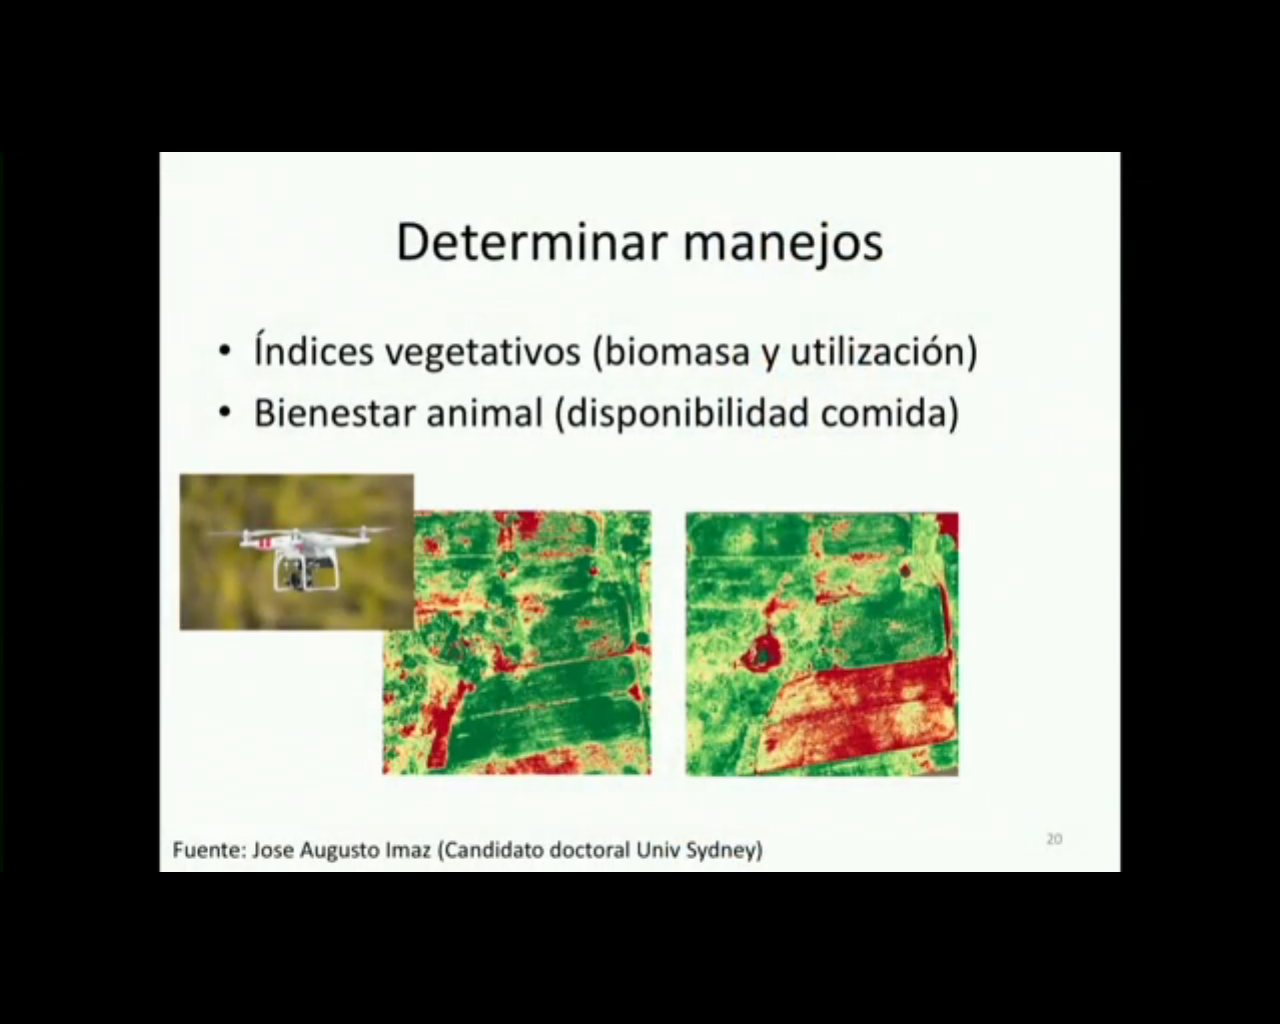 Determinar manejos
• Índices vegetativos (biomasa y utilización)
• Bienestar animal (disponibilidad comida)
Fuente: Jose Augusto Imaz (Candidato doctoral Univ Sydney)
20